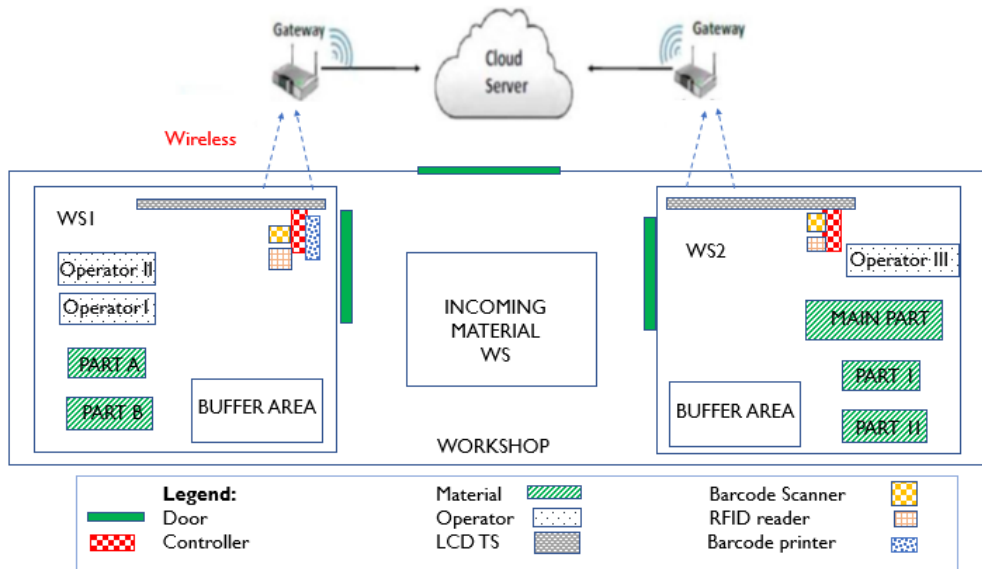 Gateway
Gateway
Cloud
Server
Wireless
WS1
WS2
Operator II
Operator III
Operator I
INCOMING
MATERIAL
WS
MAIN PART
PART A
PART I
PART B
BUFFER AREA
BUFFER AREA
PART II
WORKSHOP
Legend:
Door
Controller
Material
Operator
LCD TS
Barcode Scanner
RFID reader
Barcode printer